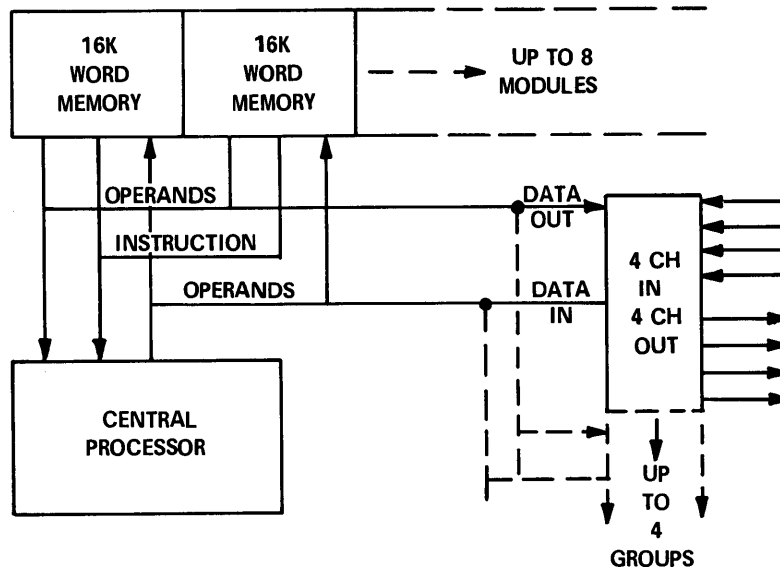 16K
WORD
MEMORY
16K
WORD
MEMORY
UP TO 8
MODULES
OPERANDS
INSTRUCTION
OPERANDS
DATA
OUT
DATA
IN
4 CH
IN
4 CH
OUT
CENTRAL
PROCESSOR
UP
TO
4
GROUPS